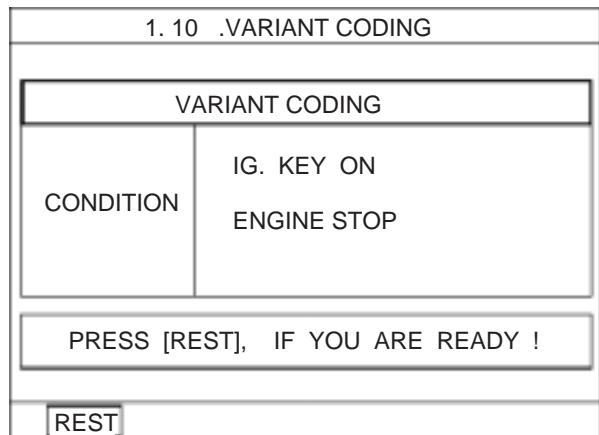 1. 10 .VARIANT CODING
VARIANT CODING
CONDITION
IG. KEY ON
ENGINE STOP
PRESS [REST], IF YOU ARE READY !
REST